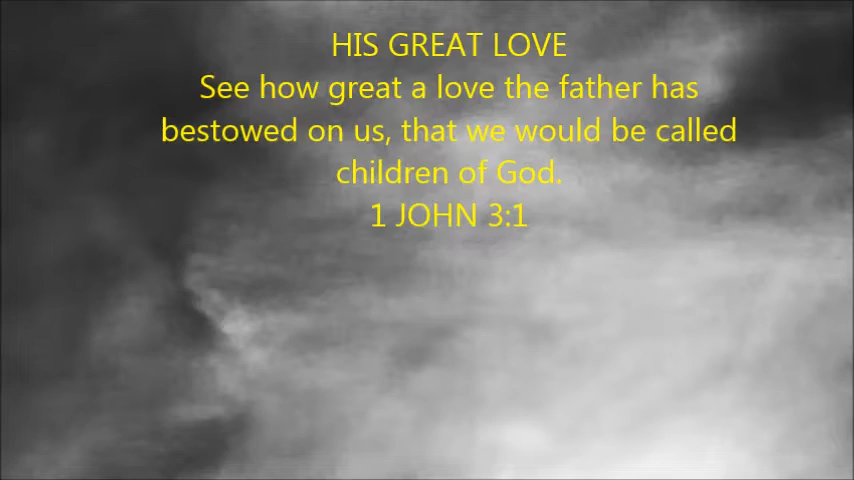 HIS GREAT LOVE
See how great a love the father has
bestowed on us, that we would be called
children of God.
1 JOHN 3:1